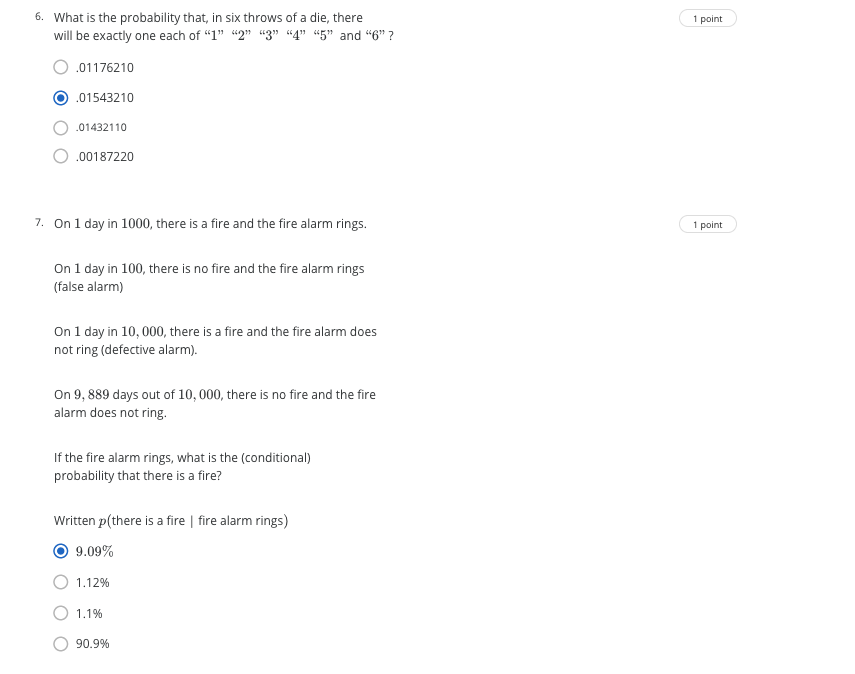 6. What is the probability that, in six throws of a die, there 1 point
will be exactly one each of “1” “2” “3” “4” “5” and “6” ?
.01176210
.01543210
.01432110
.00187220
7. On 1 day in 1000, there is a fire and the fire alarm rings. 1 point
On 1 day in 100, there is no fire and the fire alarm rings
(false alarm)
On 1 day in 10, 000, there is a fire and the fire alarm does
not ring (defective alarm).
On 9, 889 days out of 10, 000, there is no fire and the fire
alarm does not ring.
If the fire alarm rings, what is the (conditional)
probability that there is a fire?
Written p(there is a fire | fire alarm rings)
9.09%
1.12%
1.1%
90.9%